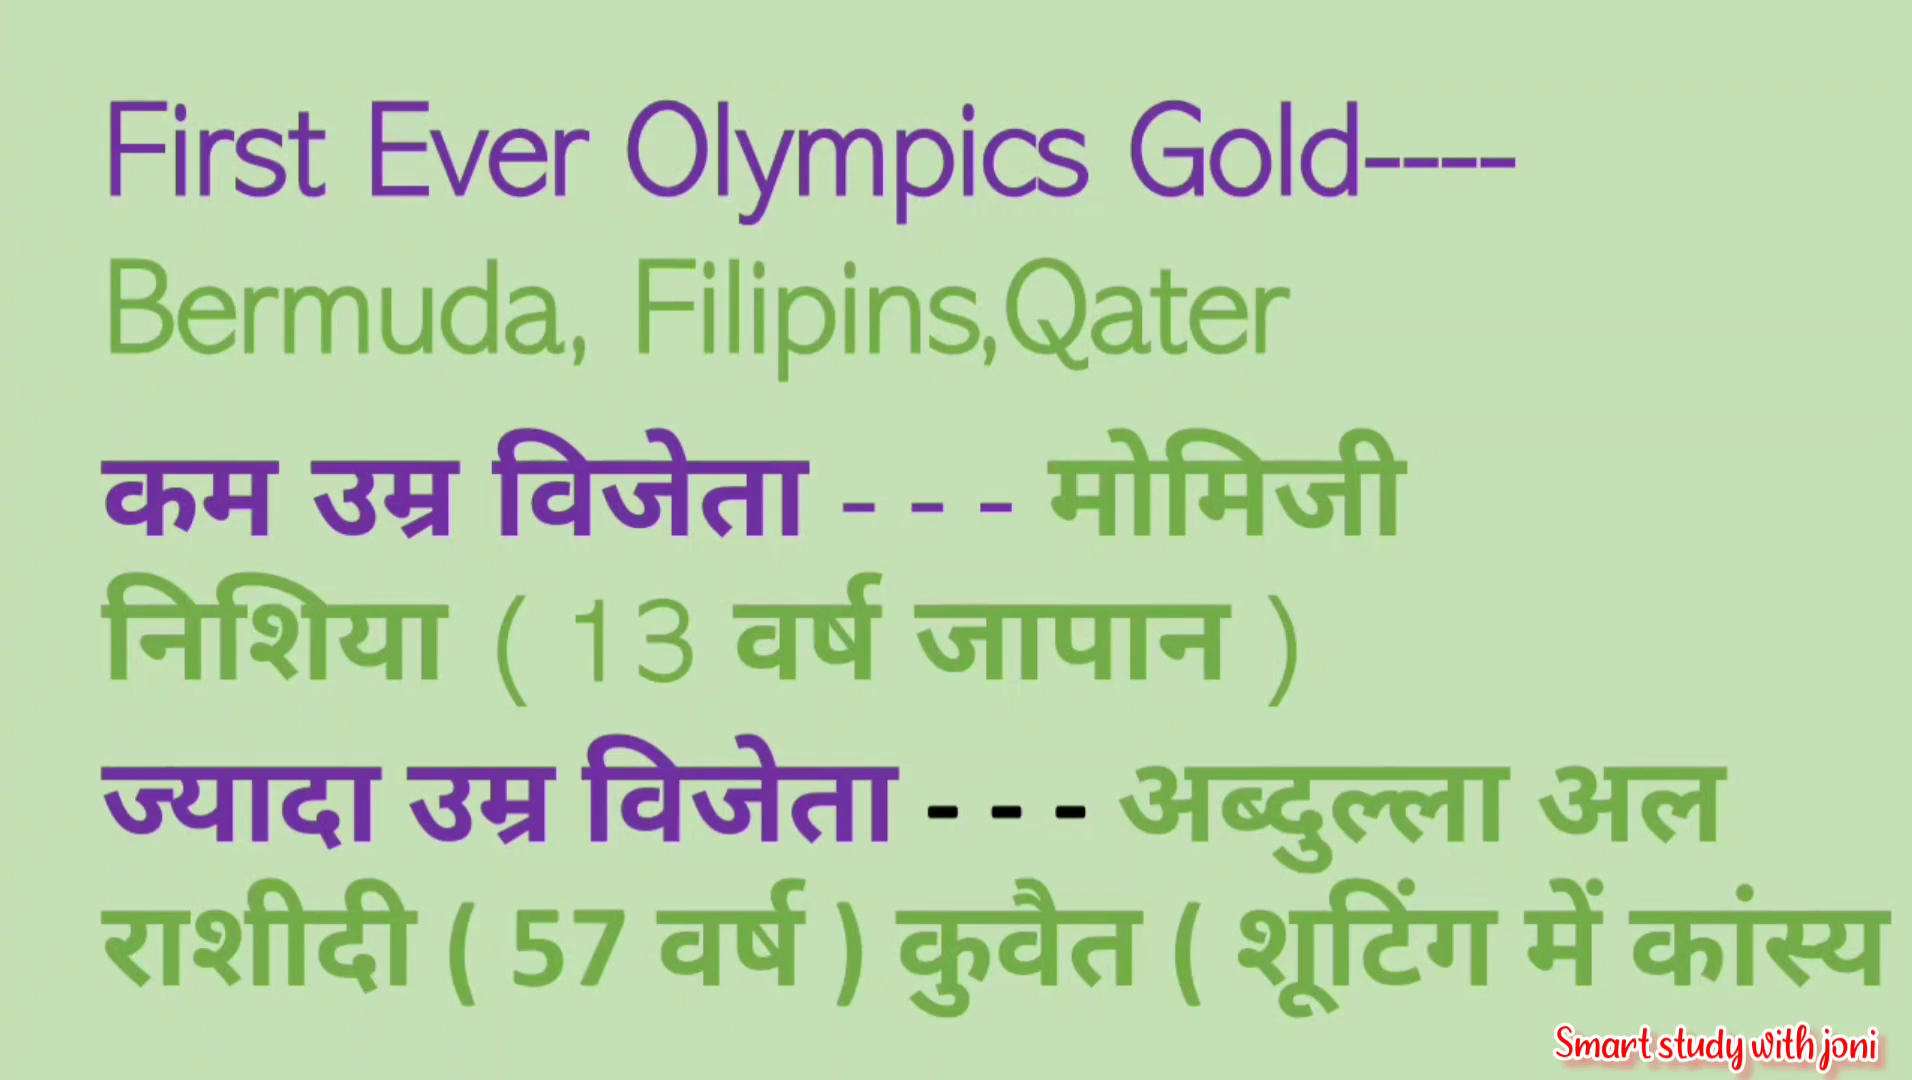 First Ever Olympics Gold----
Bermuda, Filipins,Qater
कम उम्र विजेता - - - मोमिजी
निशिया ( 13 वर्ष जापान )
ज्यादा उम्र विजेता - - - अब्दुल्ला अल
राशीदी ( 57 वर्ष ) कुवैत ( शूटिंग में कांस्य
Smart study with joni